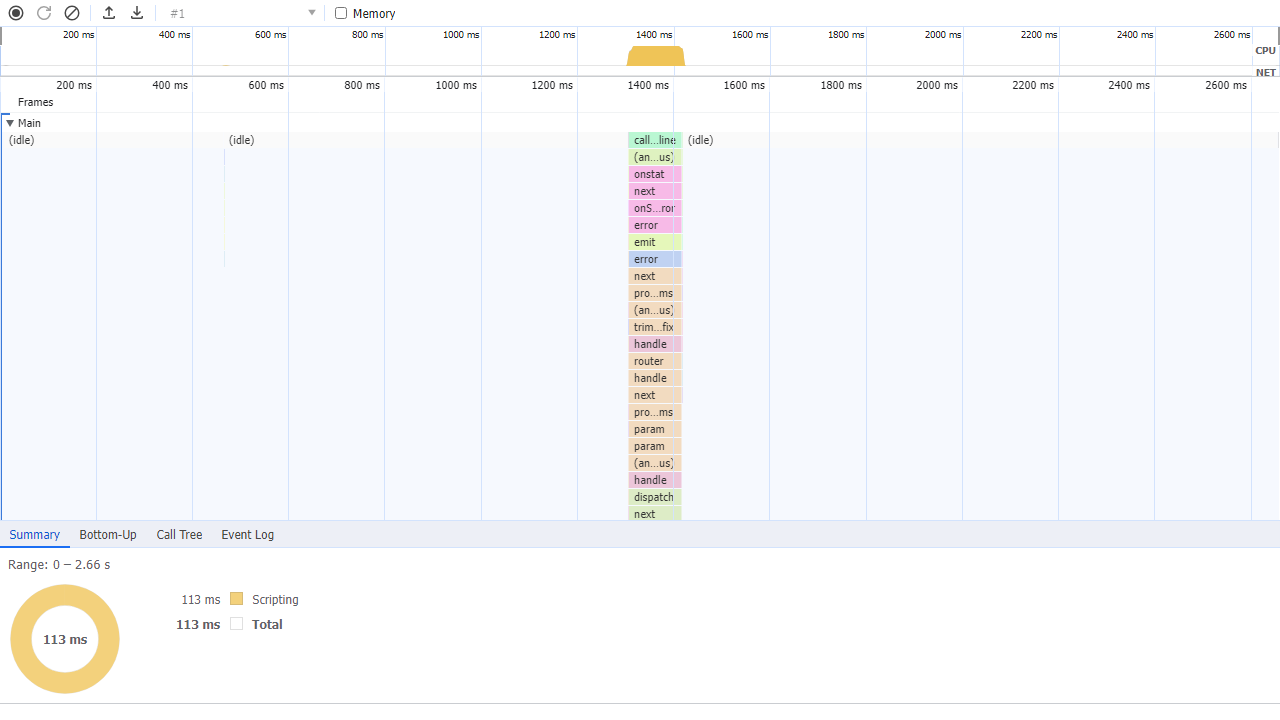 #1 Memory
200 ms 400 ms 600 ms 800 ms 1000 ms 1200 ms 1400 ms 1600 ms 1800 ms 2000 ms 2200 ms 2400 ms 2600 ms
CPU
NET
200 ms 400 ms 600 ms 800 ms 1000 ms 1200 ms 1400 ms 1600 ms 1800 ms 2000 ms 2200 ms 2400 ms 2600 ms
Frames
Main
(idle) (idle) call...line (idle)
(an...us)
onstat
next
onS...ror
error
emit
error
next
pro...ms
(an...us)
trim...fix
handle
router
handle
next
pro...ms
param
param
(an...us)
handle
dispatch
next
Summary Bottom-Up Call Tree Event Log
Range: 0 – 2.66 s
113 ms Scripting
113 ms 113 ms Total